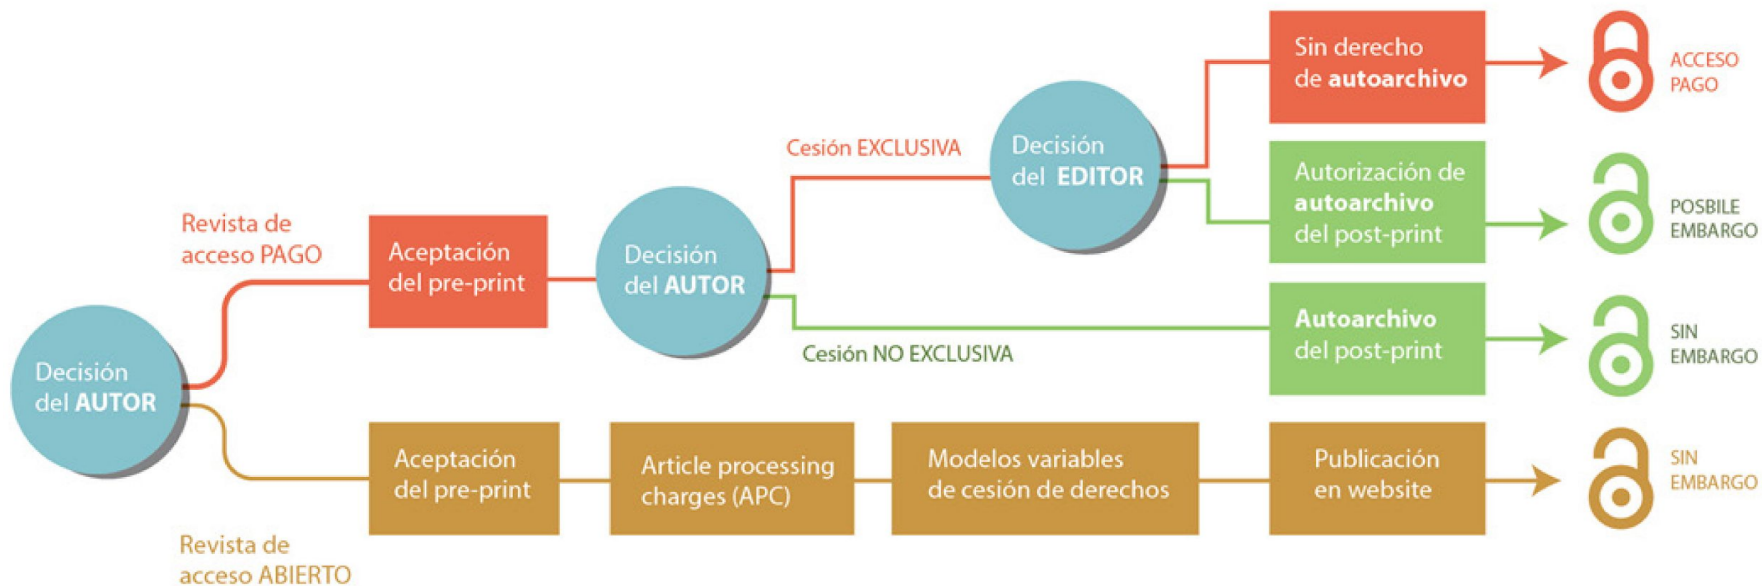 Decisión
del AUTOR
Revista de
acceso PAGO
Aceptación
del pre-print
Decisión
del AUTOR
Cesión EXCLUSIVA
Decisión
del EDITOR
Sin derecho
de autoarchivo
ACCESO
PAGO
Autorización de
autoarchivo
del post-print
POSBILE
EMBARGO
Cesión NO EXCLUSIVA
Autoarchivo
del post-print
SIN
EMBARGO
Revista de
acceso ABIERTO
Aceptación
del pre-print
Article processing
charges (APC)
Modelos variables
de cesión de derechos
Publicación
en website
SIN
EMBARGO